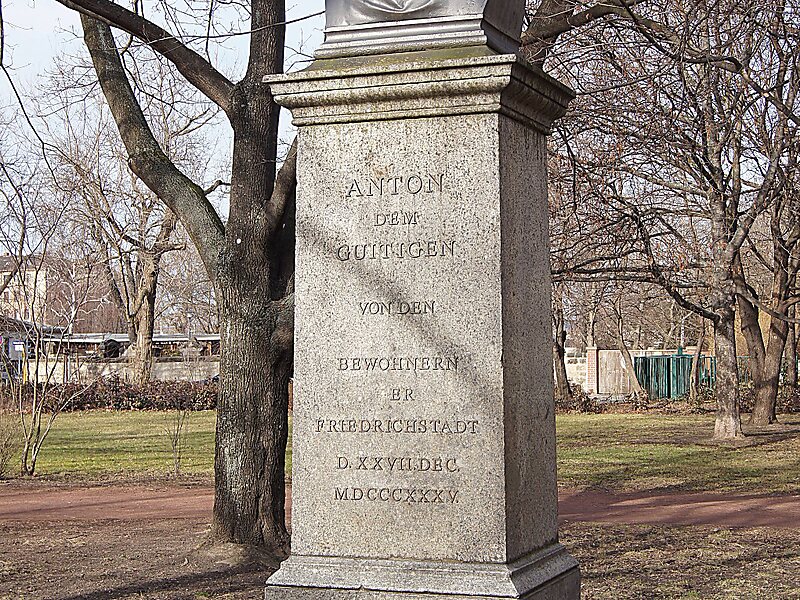 ANTON
DEM
GUITIGEN
VON DEN
BEWOHNERN
ER
FRIEDRICHSTADT
D.XXVII.DEC.
MDCCCXXXV.